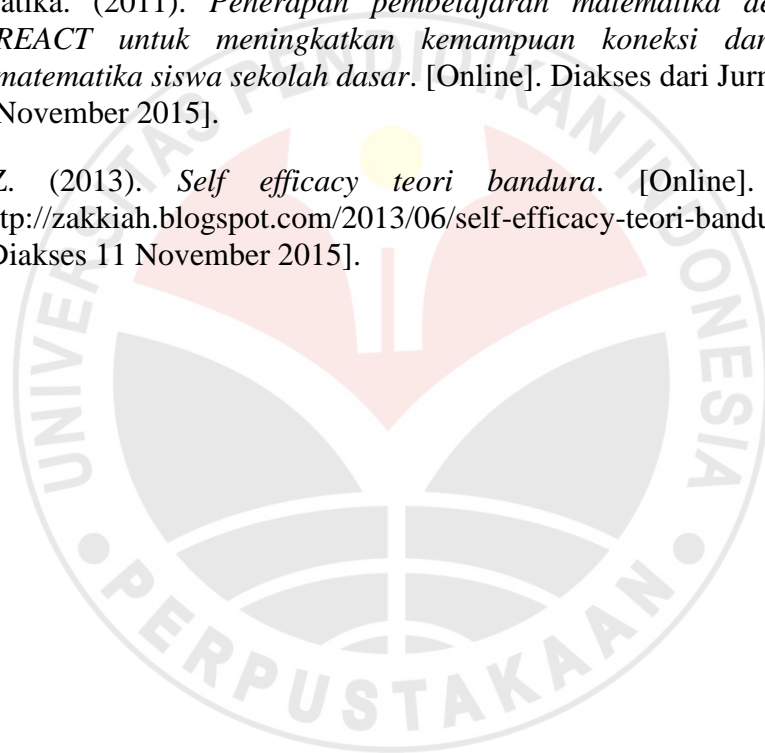 atika. (2011). Penerapan pembelajaran matematika de
REACT untuk meningkatkan kemampuan koneksi dan
matematika siswa sekolah dasar. [Online]. Diakses dari Jurn
November 2015].
Z. (2013). Self efficacy teori bandura. [Online].
tp://zakkiah.blogspot.com/2013/06/self-efficacy-teori-bandu
Diakses 11 November 2015].
UNIVERSITAS PENDIDIKAN INDONESIA
PERPUSTAKAAN